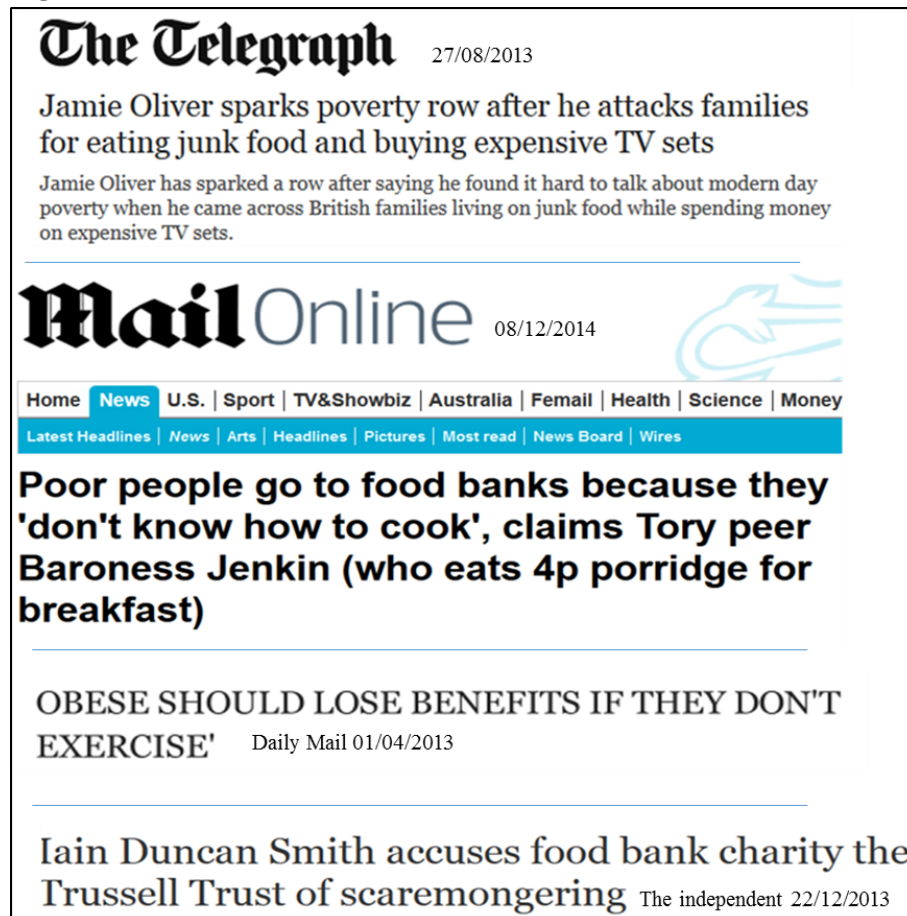 The Telegraph 27/08/2013
Jamie Oliver sparks poverty row after he attacks families
for eating junk food and buying expensive TV sets
Jamie Oliver has sparked a row after saying he found it hard to talk about modern day
poverty when he came across British families living on junk food while spending money
on expensive TV sets.
Mail Online 08/12/2014
Home News U.S. | Sport | TV&Showbiz | Australia | Femail | Health | Science | Money
Latest Headlines | News | Arts | Headlines | Pictures | Most read | News Board | Wires
Poor people go to food banks because they
'don't know how to cook', claims Tory peer
Baroness Jenkin (who eats 4p porridge for
breakfast)
OBESE SHOULD LOSE BENEFITS IF THEY DON'T
EXERCISE' Daily Mail 01/04/2013
Iain Duncan Smith accuses food bank charity the
Trussell Trust of scaremongering The independent 22/12/2013